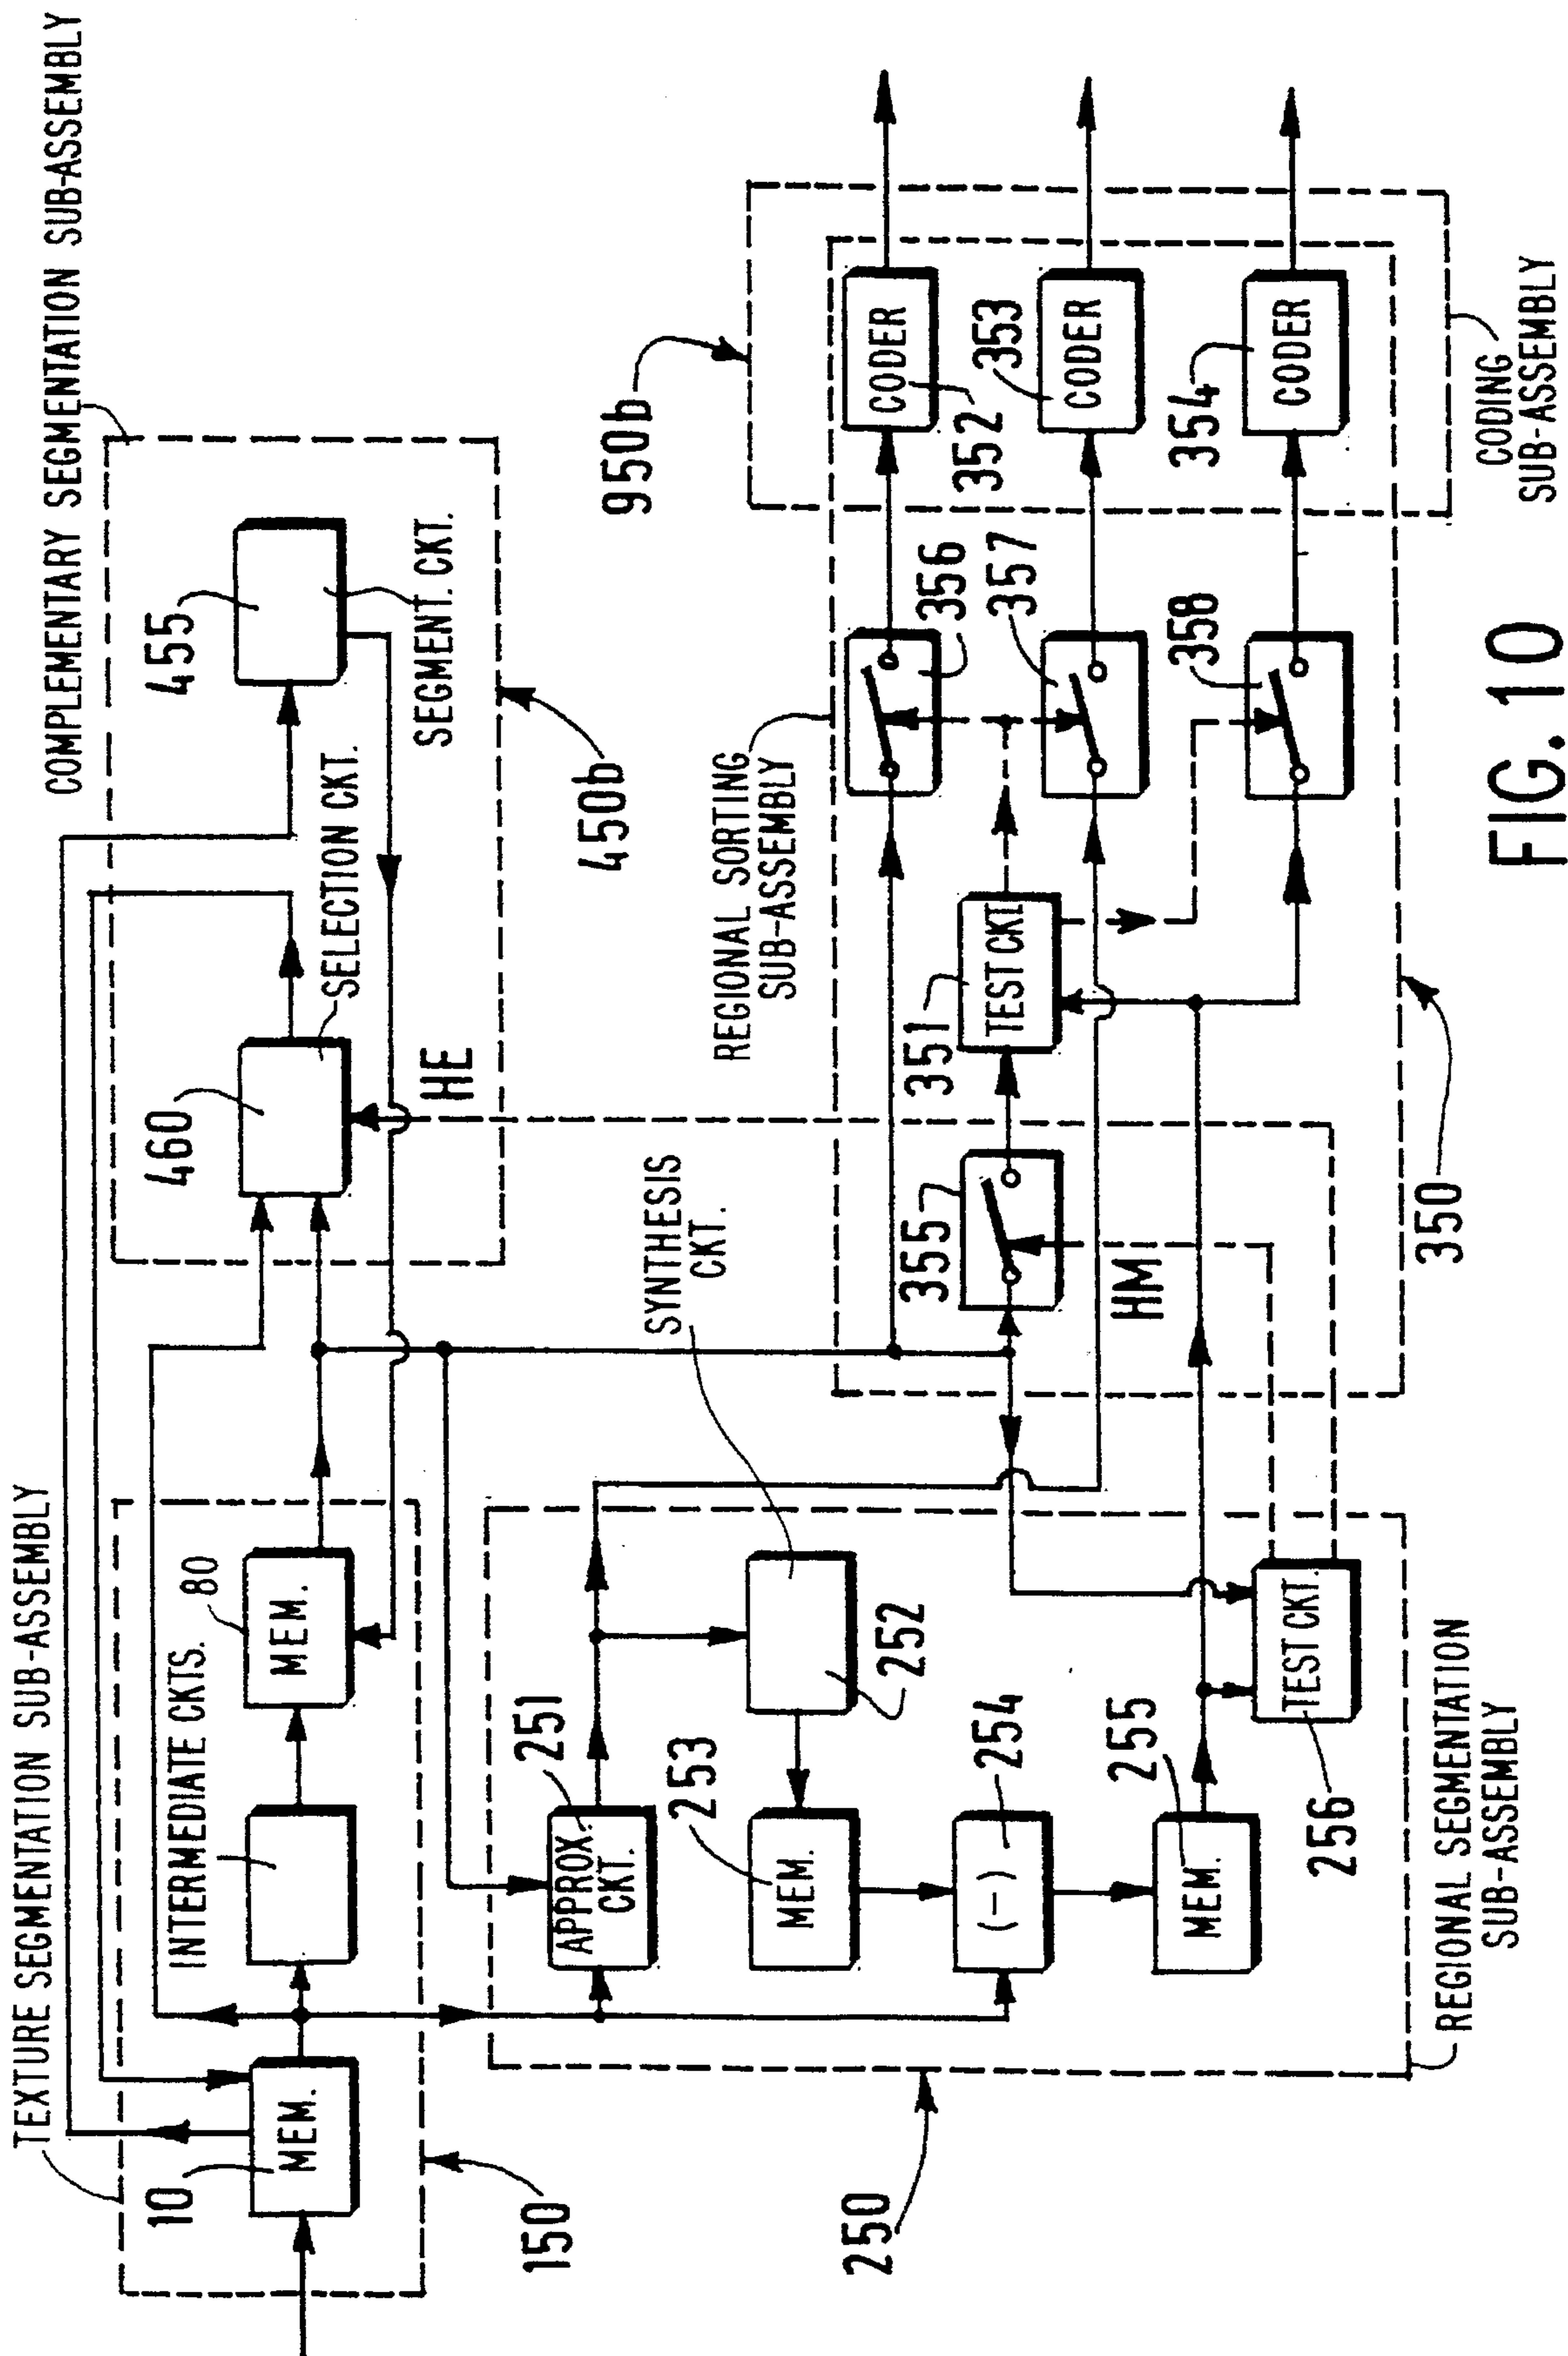 TEXTURE SEGMENTATION SUB-ASSEMBLY
COMPLEMENTARY SEGMENTATION SUB-ASSEMBLY
10
MEM.
INTERMEDIATE CKTS.
80
MEM.
150
460
SELECTION CKT.
455
SEGMENT. CKT.
HE
450b
250
251
APPROX.
CKT.
SYNTHESIS
CKT.
252
253
MEM.
254
(-)
255
MEM.
256
TEST CKT.
REGIONAL SEGMENTATION
SUB-ASSEMBLY
REGIONAL SORTING
SUB-ASSEMBLY
355
HM
351
TEST CKT.
356
357
358
350
950b
CODER
352
353
CODER
354
CODER
CODING
SUB-ASSEMBLY
FIG. 10